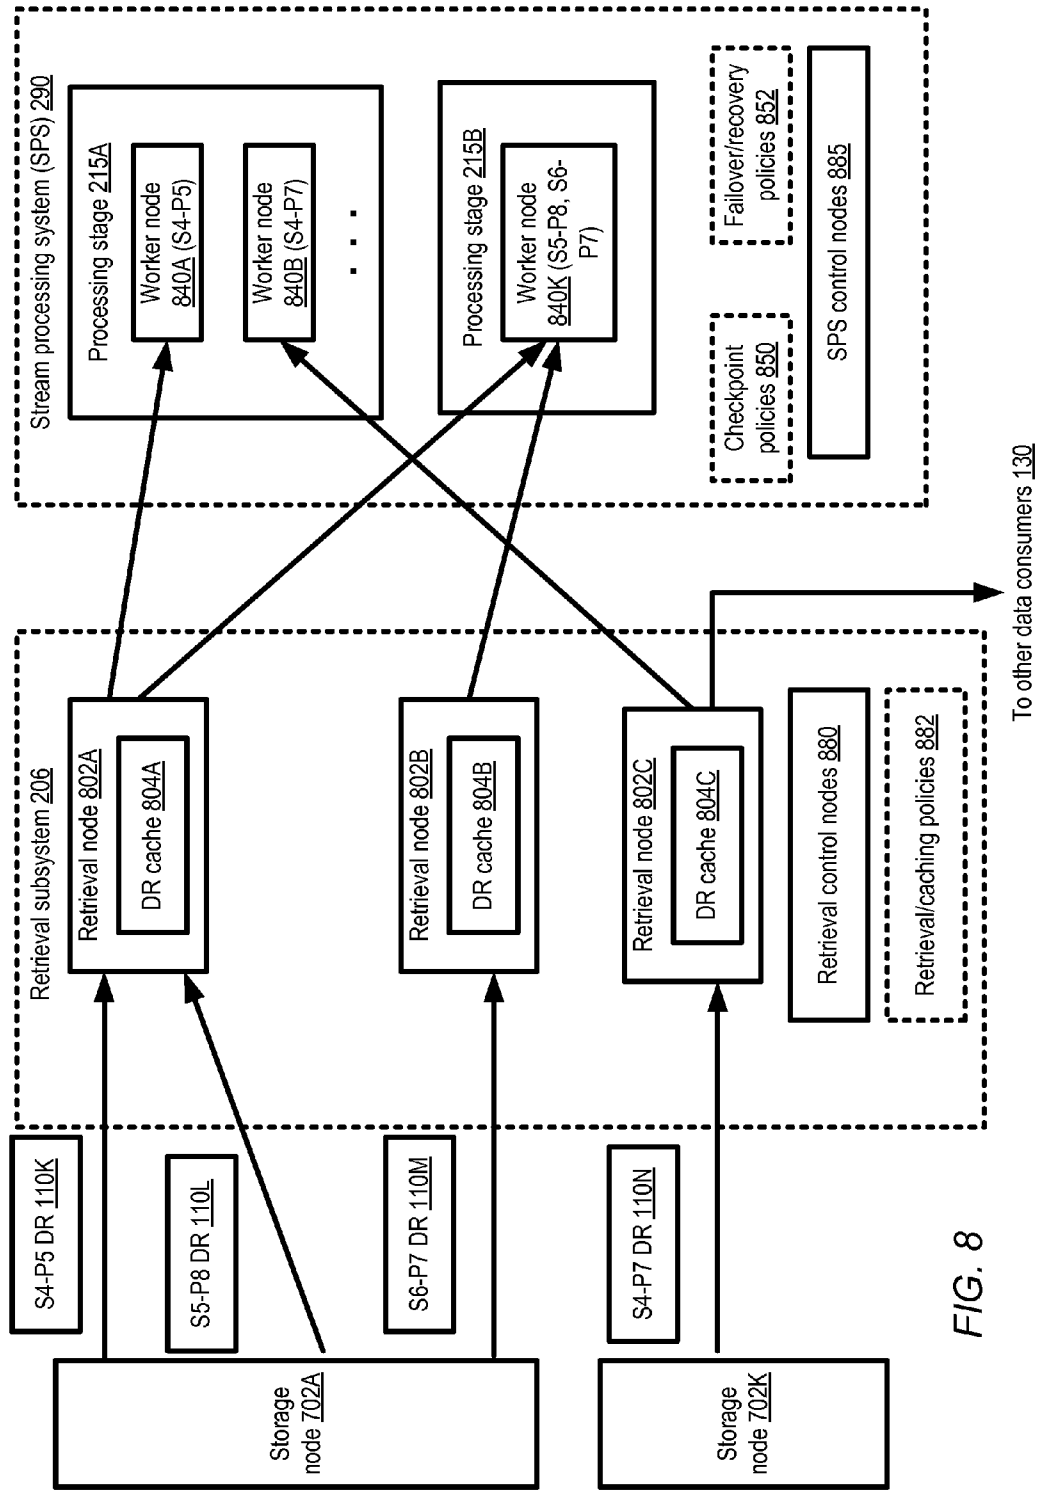 Storage
node 702A
Storage
node 702K
S4-P5 DR 110K
S5-P8 DR 110L
S6-P7 DR 110M
S4-P7 DR 110N
Retrieval subsystem 206
Retrieval node 802A
DR cache 804A
Retrieval node 802B
DR cache 804B
Retrieval node 802C
DR cache 804C
Retrieval control nodes 880
Retrieval/caching policies 882
Stream processing system (SPS) 290
Processing stage 215A
Worker node
840A (S4-P5)
Worker node
840B (S4-P7)
. . .
Processing stage 215B
Worker node
840K (S5-P8, S6-
P7)
Checkpoint
policies 850
Failover/recovery
policies 852
SPS control nodes 885
To other data consumers 130
FIG. 8